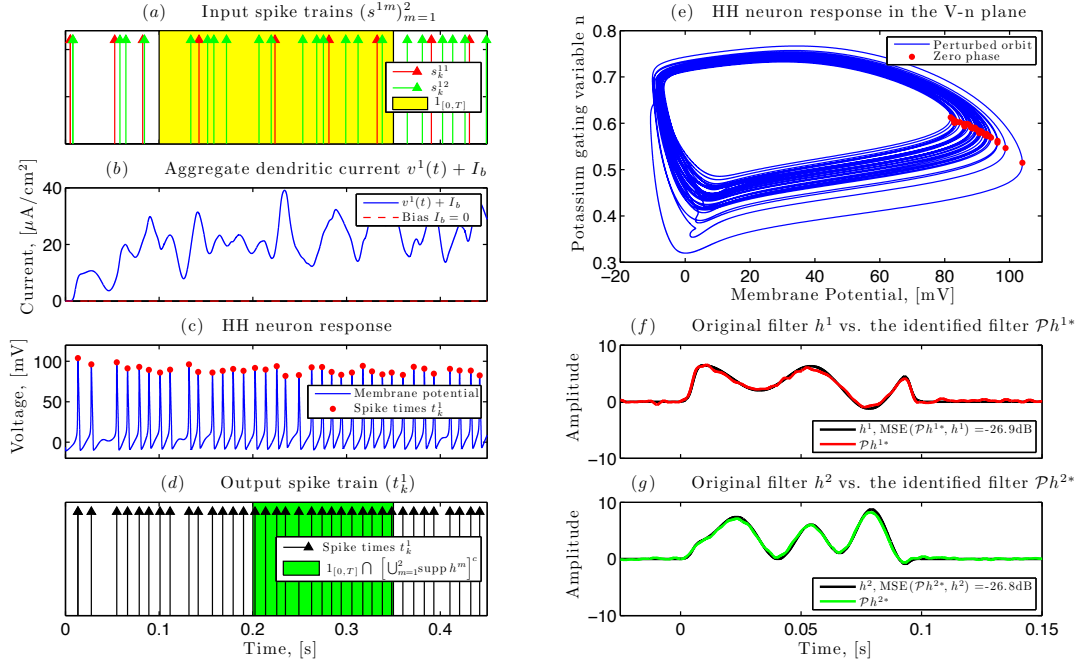 (a) Input spike trains (s^{1m})^2_{m=1}
s^{11}_k
s^{12}_k
1_{[0,T]}
(b) Aggregate dendritic current v^1(t) + I_b
Current, [μA/cm^2]
40
20
0
v^1(t) + I_b
Bias I_b = 0
(c) HH neuron response
Voltage, [mV]
100
50
0
Membrane potential
Spike times t^1_k
(d) Output spike train (t^1_k)
Spike times t^1_k
1_{[0,T]} ⋂ [⋃^2_{m=1} supp h^m]^c
0 0.1 0.2 0.3 0.4
Time, [s]
(e) HH neuron response in the V-n plane
Potassium gating variable n
0.8
0.7
0.6
0.5
0.4
0.3
Perturbed orbit
Zero phase
−20 0 20 40 60 80 100
Membrane Potential, [mV]
(f) Original filter h^1 vs. the identified filter 𝒫h^{1*}
Amplitude
10
0
−10
h^1, MSE(𝒫h^{1*}, h^1) =-26.9dB
𝒫h^{1*}
(g) Original filter h^2 vs. the identified filter 𝒫h^{2*}
Amplitude
10
0
−10
h^2, MSE(𝒫h^{2*}, h^2) =-26.8dB
𝒫h^{2*}
0 0.05 0.1 0.15
Time, [s]